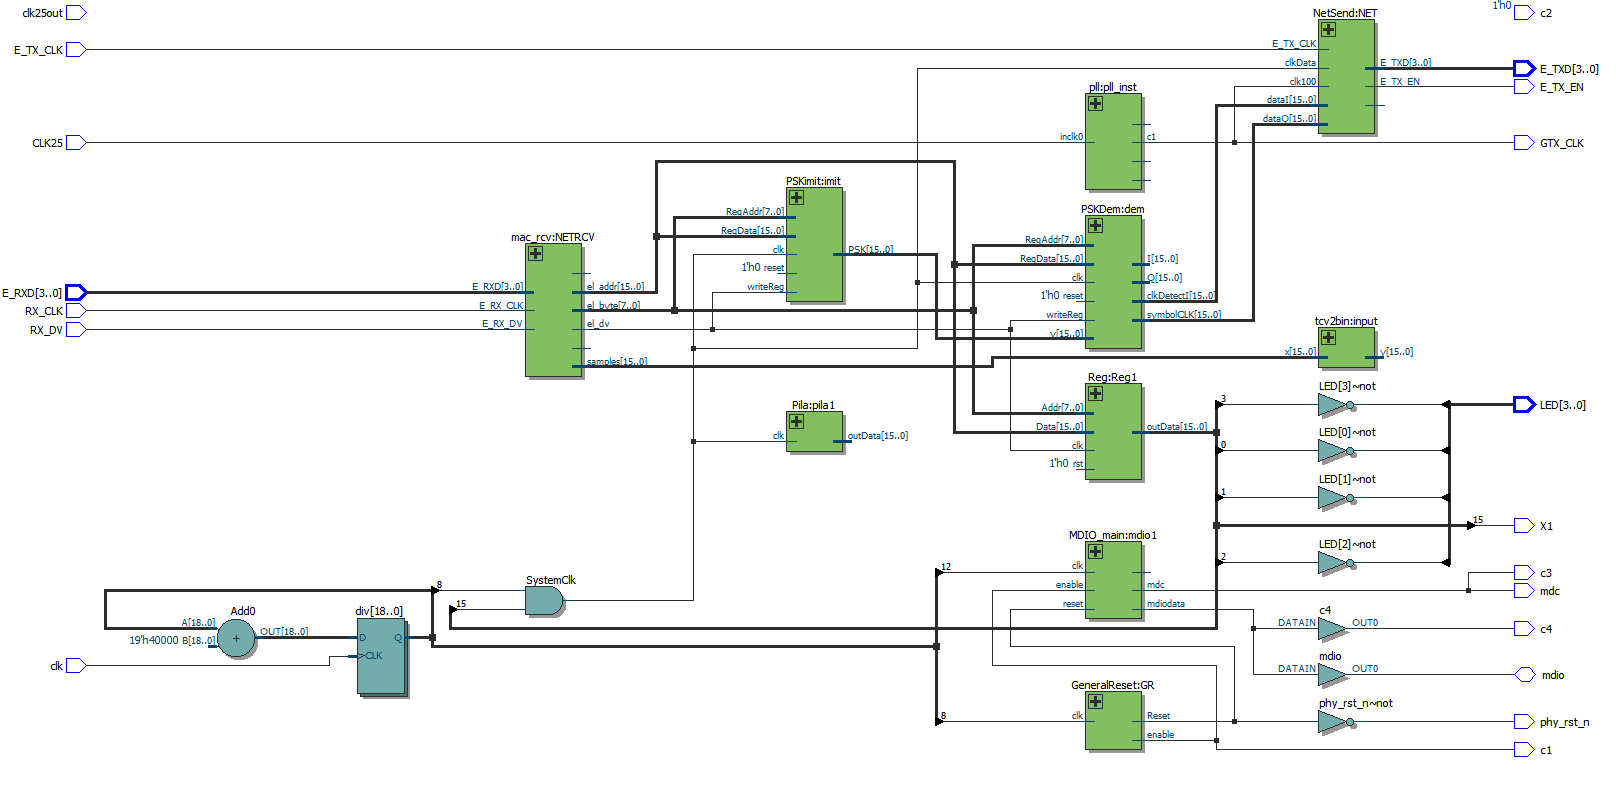 clk25out
1'h0
c2
NetSend:NET
E_TX_CLK
E_TX_CLK
clkData
E_TXD[3..0]
E_TXD[3..0]
clk100
E_TX_EN
E_TX_EN
dataI[15..0]
dataQ[15..0]
pll:pll_inst
CLK25
inclk0
c1
GTX_CLK
PSKimit:imit
RegAddr[7..0]
RegData[15..0]
clk
PSK[15..0]
1'h0 reset
writeReg
PSKDem:dem
RegAddr[7..0]
RegData[15..0]
I[15..0]
clk
Q[15..0]
1'h0 reset
clkDetectI[15..0]
writeReg
symbolCLK[15..0]
y[15..0]
mac_rcv:NETRCV
E_RXD[3..0]
E_RXD[3..0]
el_addr[15..0]
RX_CLK
E_RX_CLK
el_byte[7..0]
RX_DV
E_RX_DV
el_dv
samples[15..0]
tcv2bin:input
x[15..0]
y[15..0]
Reg:Reg1
Addr[7..0]
Data[15..0]
outData[15..0]
clk
1'h0 rst
Pila:pila1
clk
outData[15..0]
LED[3]~not
3
LED[3..0]
LED[0]~not
0
LED[1]~not
1
15
X1
LED[2]~not
2
MDIO_main:mdio1
12
clk
enable
mdc
reset
mdiodata
c3
mdc
c4
DATAIN
OUT0
c4
mdio
DATAIN
OUT0
mdio
SystemClk
8
15
Add0
A[18..0]
19'h40000 B[18..0]
OUT[18..0]
div[18..0]
D
Q
CLK
clk
GeneralReset:GR
8
clk
Reset
enable
phy_rst_n~not
phy_rst_n
c1